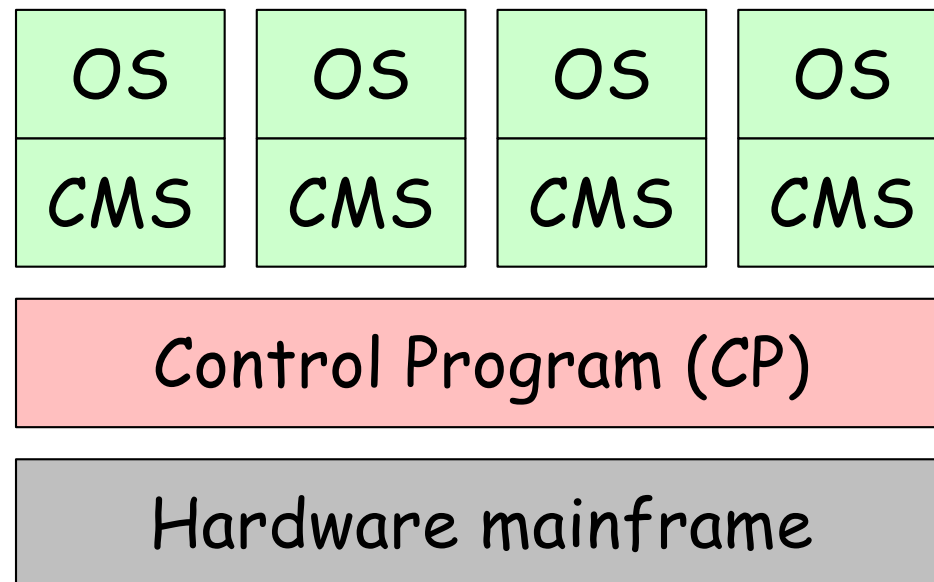 OS OS OS OS
CMS CMS CMS CMS
Control Program (CP)
Hardware mainframe